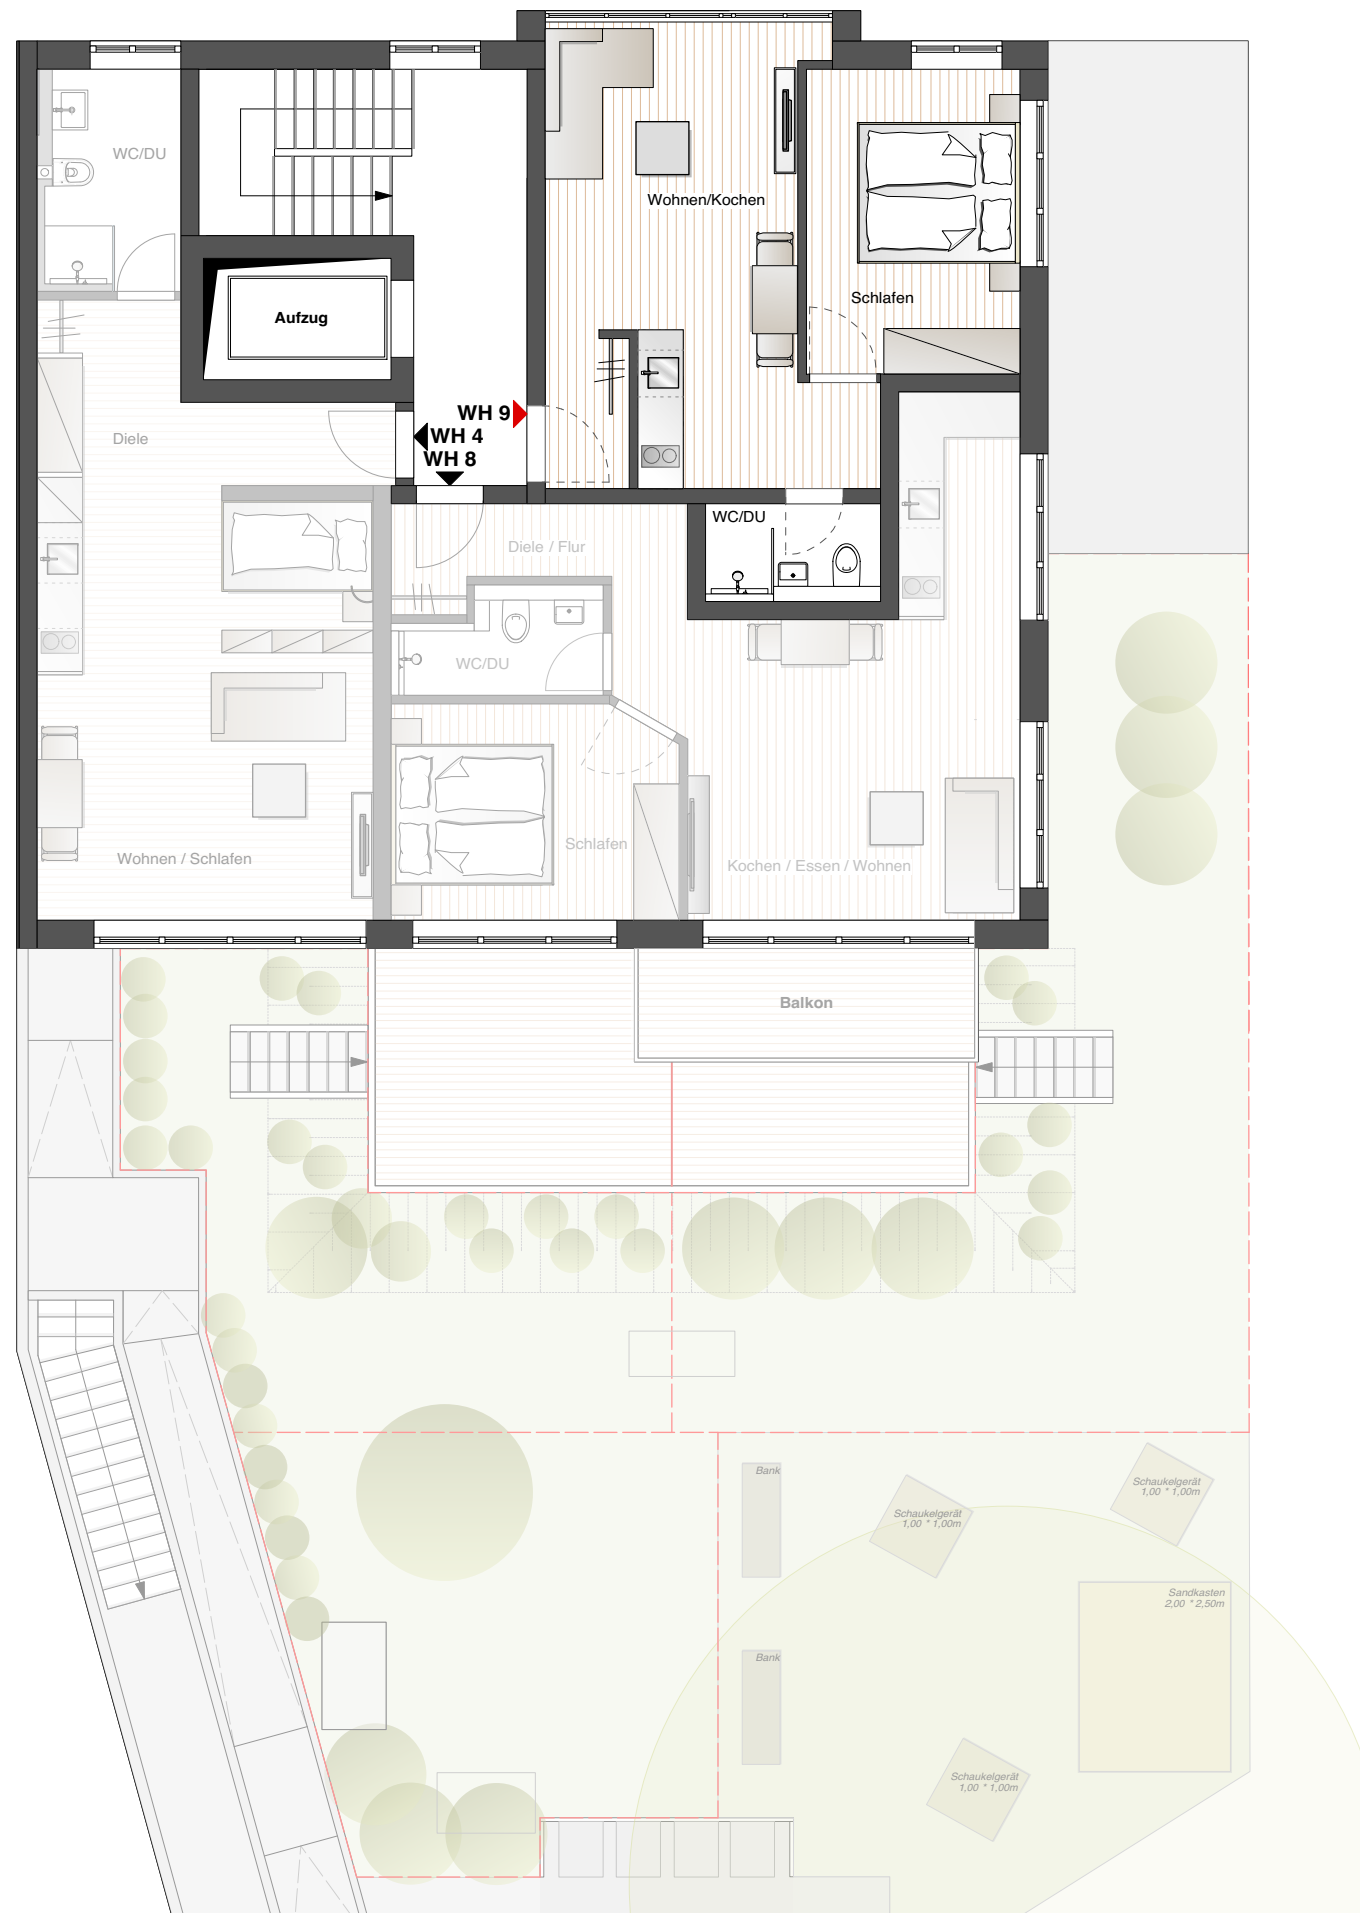 WC/DU
Wohnen/Kochen
Schlafen
Aufzug
WH 9
WH 4
WH 8
Diele
WC/DU
Diele / Flur
WC/DU
Schlafen
Wohnen / Schlafen
Kochen / Essen / Wohnen
Balkon
Bank
Schaukelgerät
1,00 * 1,00m
Schaukelgerät
1,00 * 1,00m
Sandkasten
2,00 * 2,50m
Bank
Schaukelgerät
1,00 * 1,00m